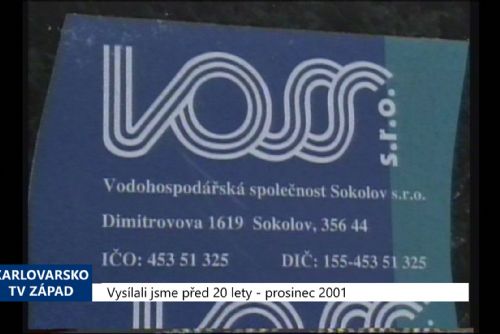 VOSS
s.r.o.
Vodohospodářská společnost Sokolov s.r.o.
Dimitrovova 1619 Sokolov, 356 44
IČO: 453 51 325 DIČ: 155-453 51 325
KARLOVARSKO
TV ZÁPAD
Vysílali jsme před 20 lety - prosinec 2001